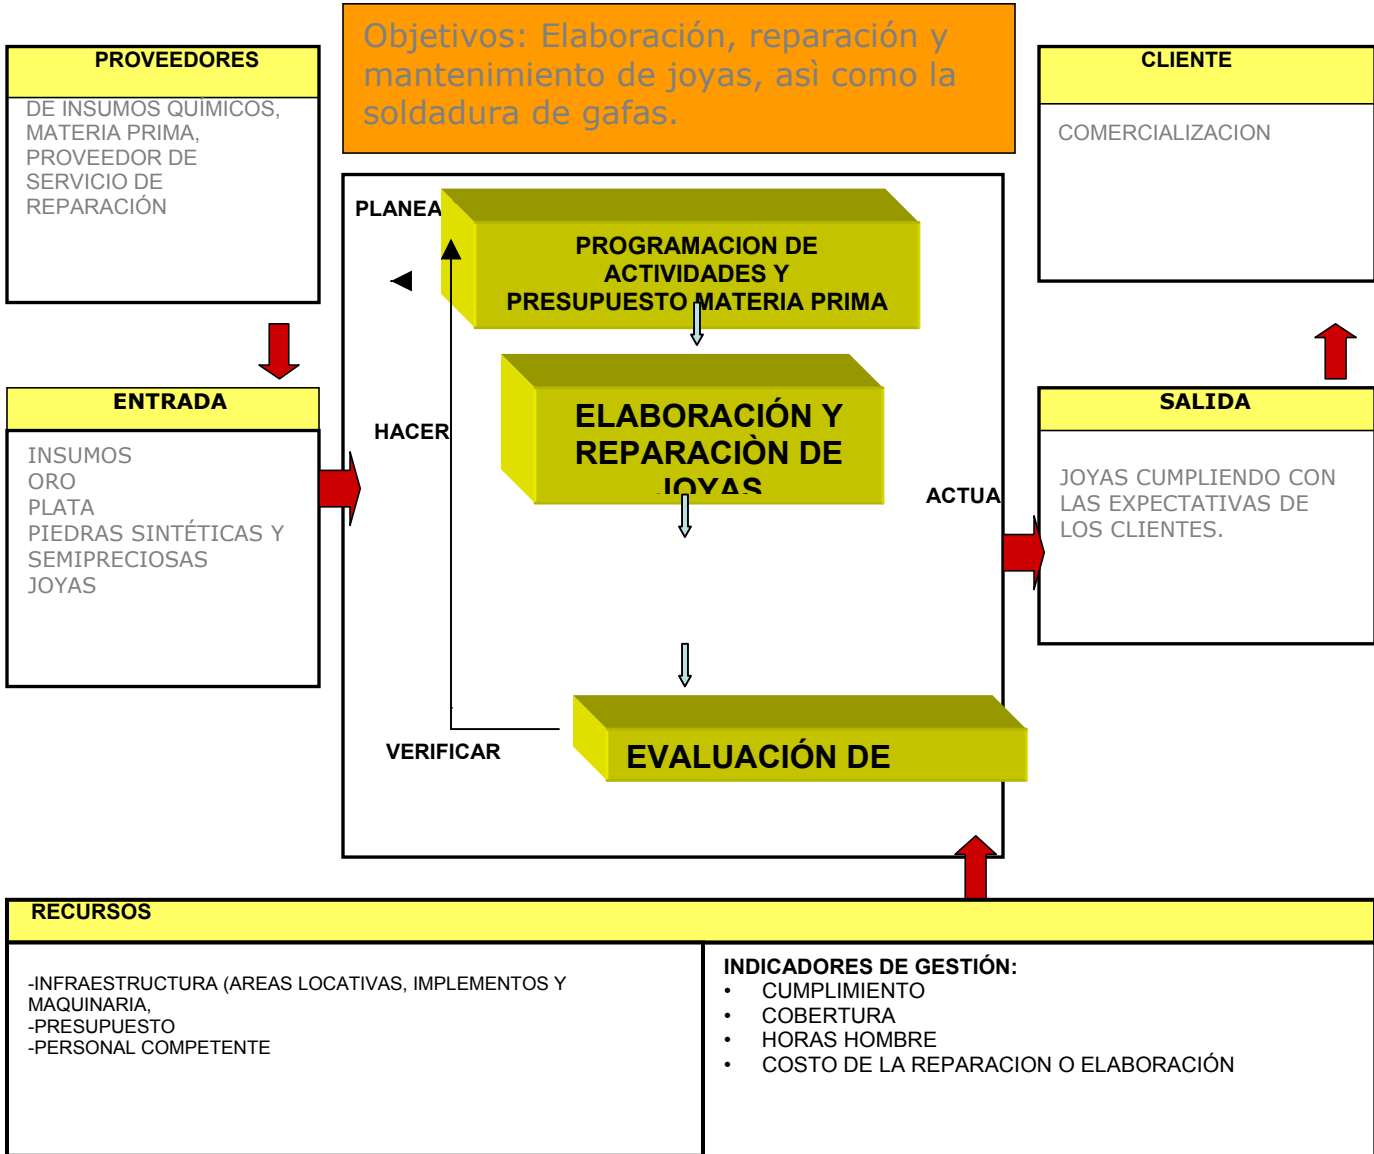 Objetivos: Elaboración, reparación y
mantenimiento de joyas, asì como la
soldadura de gafas.
PROVEEDORES
DE INSUMOS QUÍMICOS,
MATERIA PRIMA,
PROVEEDOR DE
SERVICIO DE
REPARACIÓN
CLIENTE
COMERCIALIZACION
PLANEA
PROGRAMACION DE
ACTIVIDADES Y
PRESUPUESTO MATERIA PRIMA
ENTRADA
INSUMOS
ORO
PLATA
PIEDRAS SINTÉTICAS Y
SEMIPRECIOSAS
JOYAS
HACER
ELABORACIÓN Y
REPARACIÒN DE
JOYAS
ACTUA
SALIDA
JOYAS CUMPLIENDO CON
LAS EXPECTATIVAS DE
LOS CLIENTES.
VERIFICAR
EVALUACIÓN DE
RECURSOS
-INFRAESTRUCTURA (AREAS LOCATIVAS, IMPLEMENTOS Y
MAQUINARIA,
-PRESUPUESTO
-PERSONAL COMPETENTE
INDICADORES DE GESTIÓN:
• CUMPLIMIENTO
• COBERTURA
• HORAS HOMBRE
• COSTO DE LA REPARACION O ELABORACIÓN